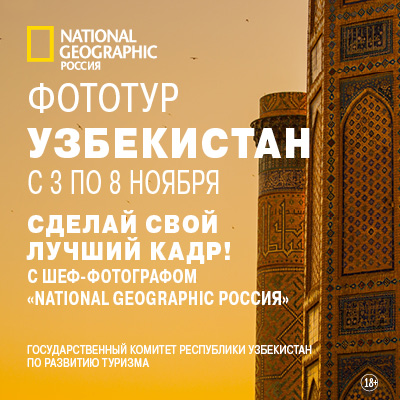 NATIONAL
GEOGRAPHIC
РОССИЯ
ФОТОТУР
УЗБЕКИСТАН
С 3 ПО 8 НОЯБРЯ
СДЕЛАЙ СВОЙ
ЛУЧШИЙ КАДР!
С ШЕФ-ФОТОГРАФОМ
«NATIONAL GEOGRAPHIC РОССИЯ»
ГОСУДАРСТВЕННЫЙ КОМИТЕТ РЕСПУБЛИКИ УЗБЕКИСТАН
ПО РАЗВИТИЮ ТУРИЗМА
18+